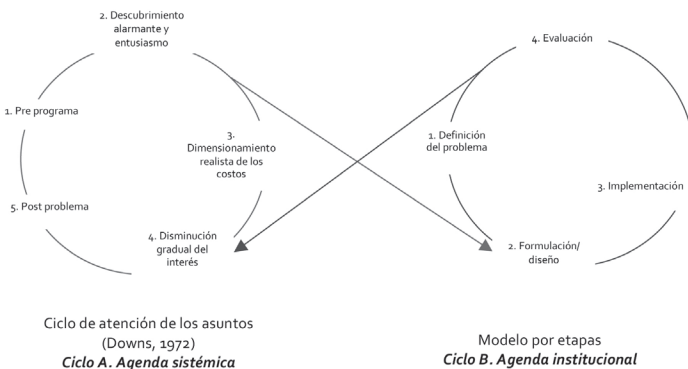 2. Descubrimiento
alarmante y
entusiasmo
1. Pre programa
3.
Dimensionamiento
realista de los
costos
5. Post problema
4. Disminución
gradual del
interés
Ciclo de atención de los asuntos
(Downs, 1972)
Ciclo A. Agenda sistémica
4. Evaluación
1. Definición
del problema
3. Implementación
2. Formulación/
diseño
Modelo por etapas
Ciclo B. Agenda institucional